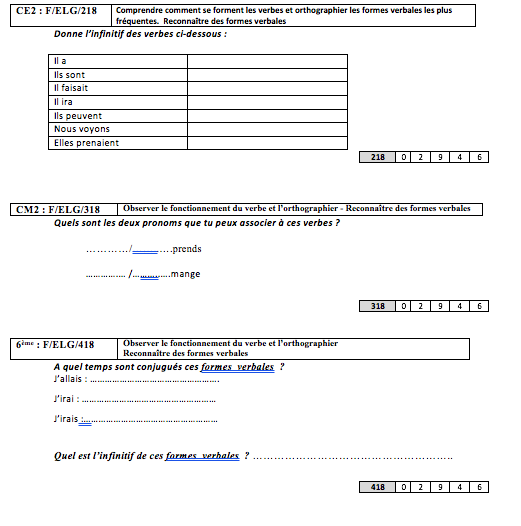 CE2 : F/ELG/218 Comprendre comment se forment les verbes et orthographier les formes verbales les plus
fréquentes. Reconnaître des formes verbales
Donne l'infinitif des verbes ci-dessous :
Il a
Ils sont
Il faisait
Il ira
Ils peuvent
Nous voyons
Elles prenaient
218 0 2 9 4 6
CM2 : F/ELG/318 Observer le fonctionnement du verbe et l'orthographier - Reconnaître des formes verbales
Quels sont les deux pronoms que tu peux associer à ces verbes ?
…………/………….prends
…………… /…………..mange
318 0 2 9 4 6
6ème : F/ELG/418 Observer le fonctionnement du verbe et l'orthographier
Reconnaître des formes verbales
A quel temps sont conjugués ces formes verbales ?
J'allais : …………………………………….
J'irai : ………………………………………
J'irais :………………………………………
Quel est l'infinitif de ces formes verbales ? ……………………………………………………..
418 0 2 9 4 6